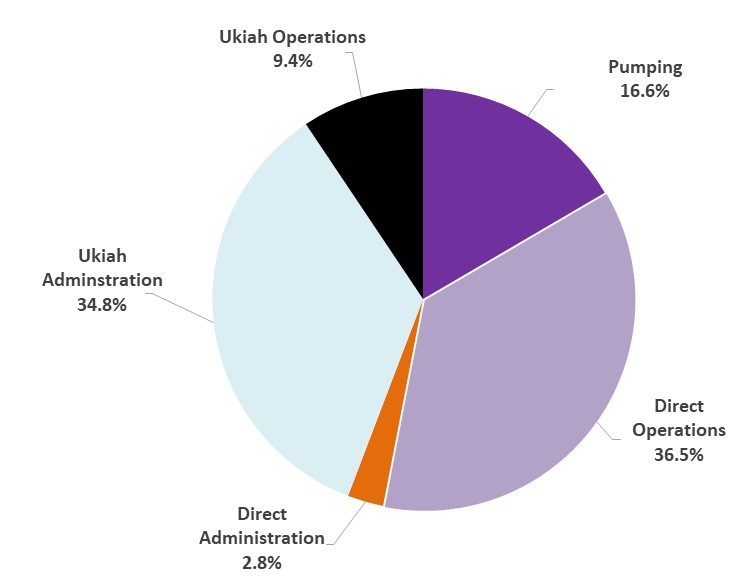 Ukiah Operations
9.4%
Pumping
16.6%
Ukiah
Adminstration
34.8%
Direct
Operations
36.5%
Direct
Administration
2.8%